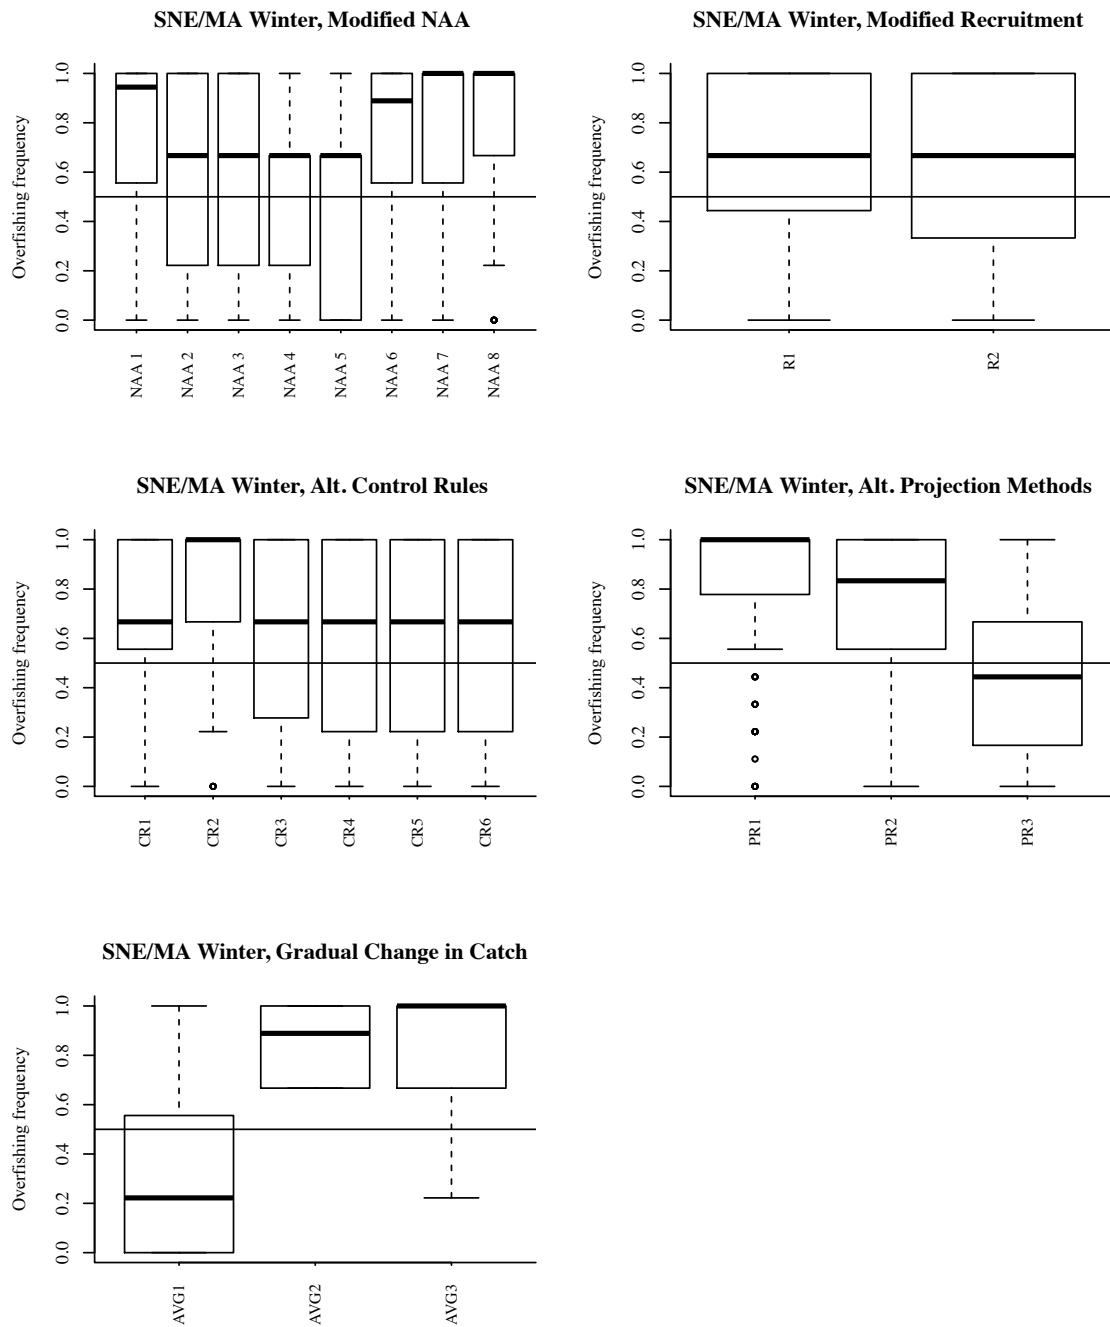 SNE/MA Winter, Modified NAA
Overfishing frequency
0.0 0.2 0.4 0.6 0.8 1.0
NAA 1 NAA 2 NAA 3 NAA 4 NAA 5 NAA 6 NAA 7 NAA 8
SNE/MA Winter, Modified Recruitment
Overfishing frequency
0.0 0.2 0.4 0.6 0.8 1.0
R1 R2
SNE/MA Winter, Alt. Control Rules
Overfishing frequency
0.0 0.2 0.4 0.6 0.8 1.0
CR1 CR2 CR3 CR4 CR5 CR6
SNE/MA Winter, Alt. Projection Methods
Overfishing frequency
0.0 0.2 0.4 0.6 0.8 1.0
PR1 PR2 PR3
SNE/MA Winter, Gradual Change in Catch
Overfishing frequency
0.0 0.2 0.4 0.6 0.8 1.0
AVG1 AVG2 AVG3